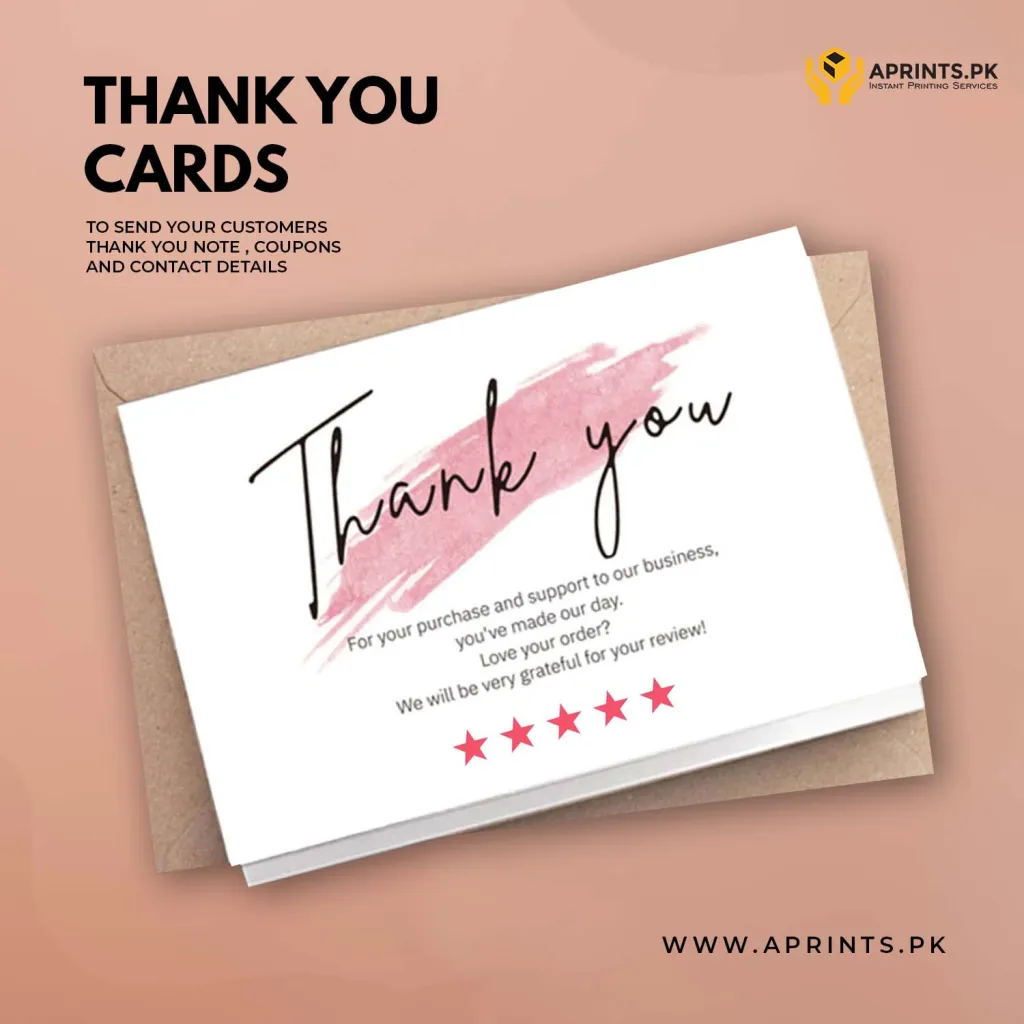 THANK YOU
CARDS
TO SEND YOUR CUSTOMERS
THANK YOU NOTE , COUPONS
AND CONTACT DETAILS
APRINTS.PK
INSTANT PRINTING SERVICES
Thank you
For your purchase and support to our business,
you've made our day.
Love your order?
We will be very grateful for your review!
WWW.APRINTS.PK